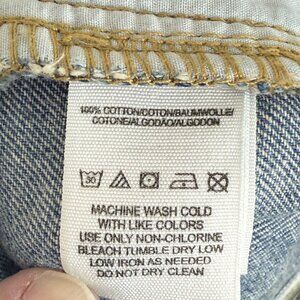 100% COTTON/COTON/BAUMWOLLE/
COTONE/ALGODÃO/ALGODON
30
MACHINE WASH COLD
WITH LIKE COLORS
USE ONLY NON-CHLORINE
BLEACH TUMBLE DRY LOW
LOW IRON AS NEEDED
DO NOT DRY CLEAN